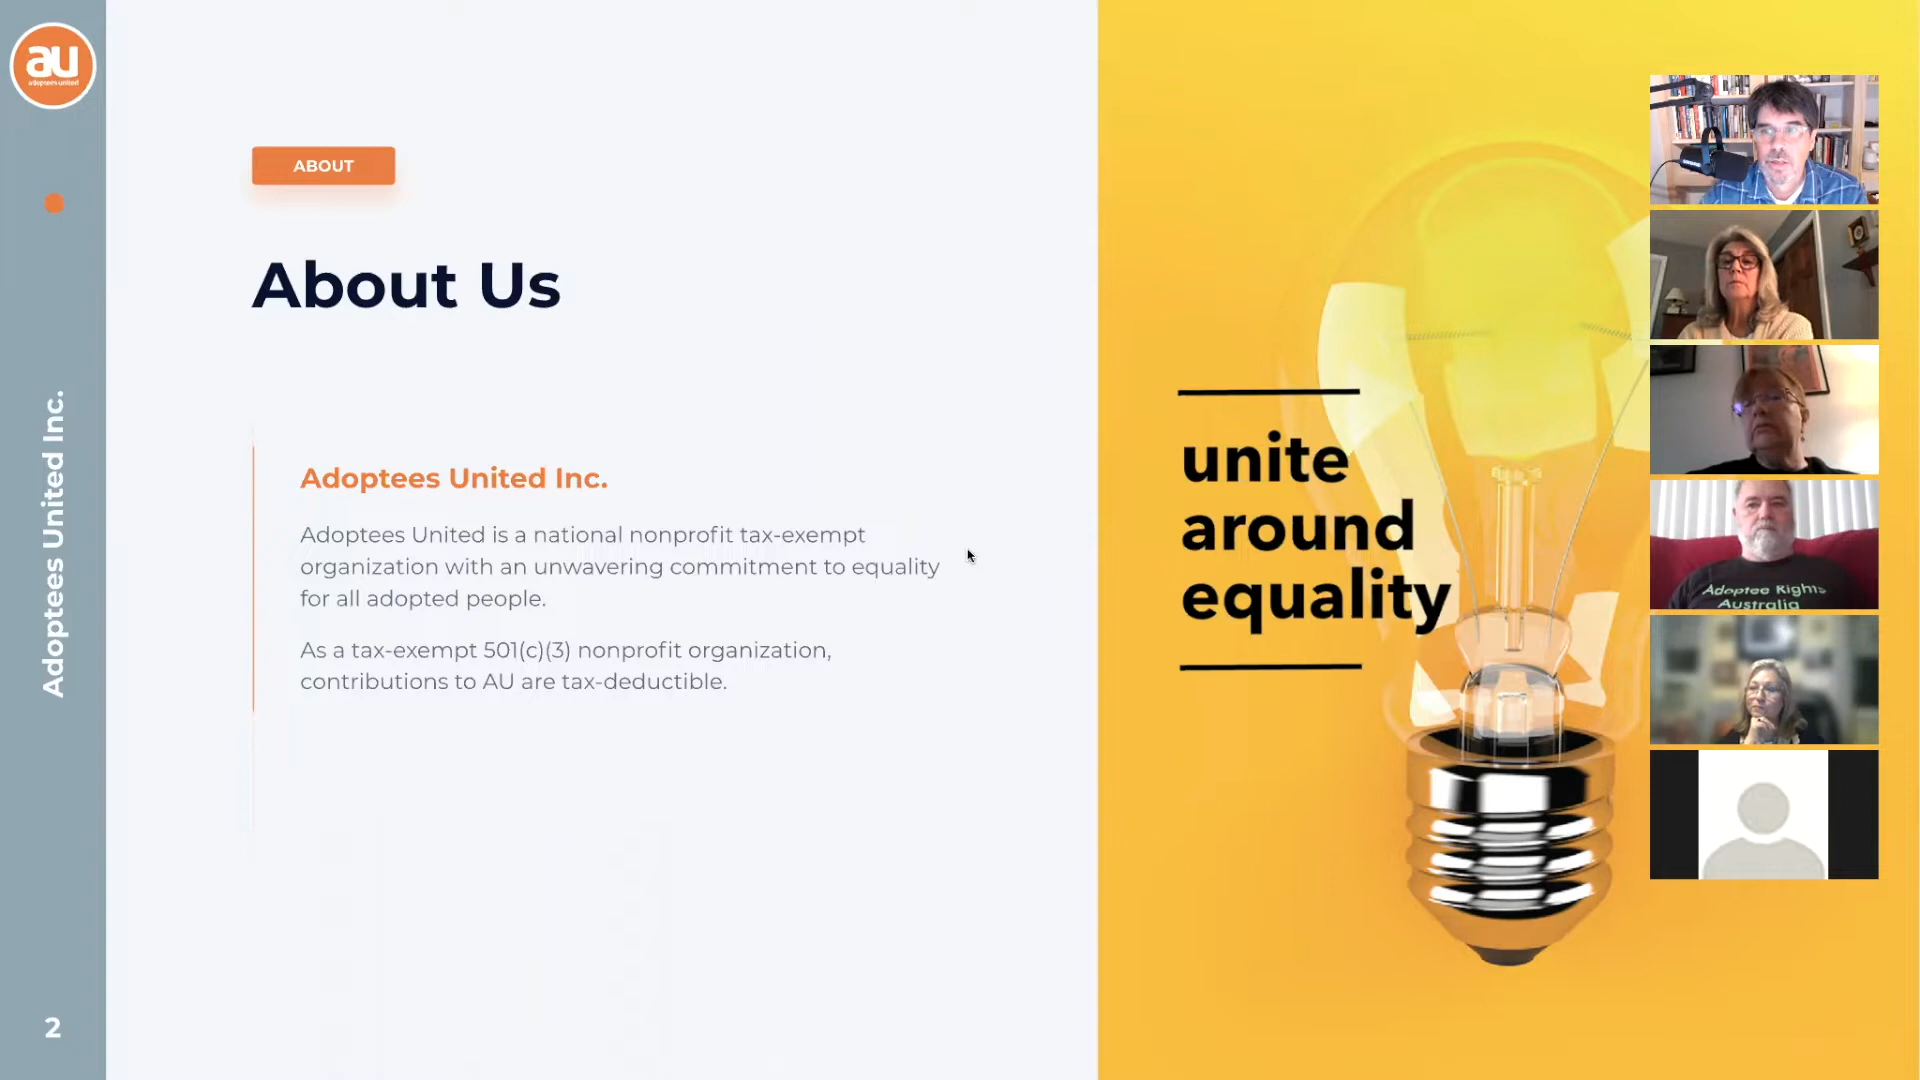 au
adoptees united
Adoptees United Inc.
2
ABOUT
About Us
Adoptees United Inc.
Adoptees United is a national nonprofit tax-exempt
organization with an unwavering commitment to equality
for all adopted people.
As a tax-exempt 501(c)(3) nonprofit organization,
contributions to AU are tax-deductible.
unite
around
equality
Adoptee Rights
Australia